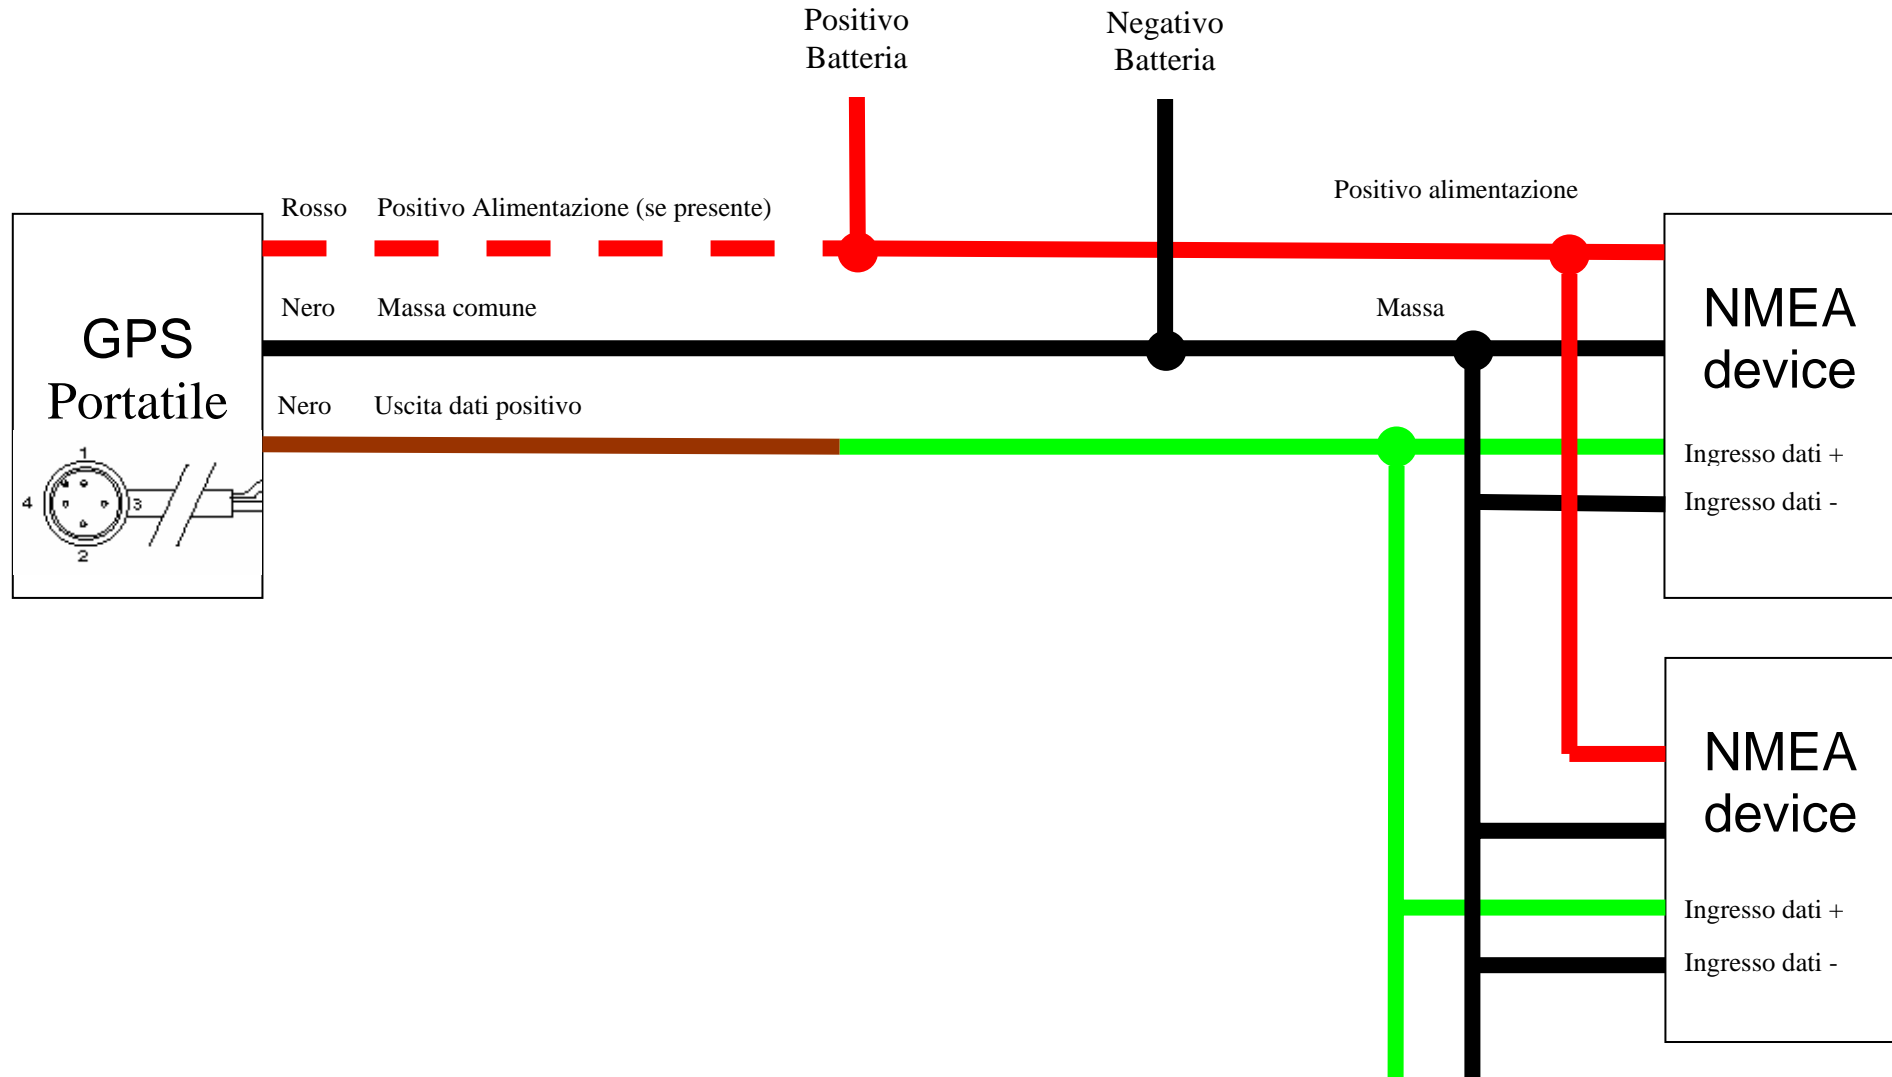 Positivo
Batteria
Negativo
Batteria
Positivo alimentazione
Rosso Positivo Alimentazione (se presente)
Nero Massa comune
Massa
GPS
Portatile
Nero Uscita dati positivo
1
4
3
2
NMEA
device
Ingresso dati +
Ingresso dati -
NMEA
device
Ingresso dati +
Ingresso dati -